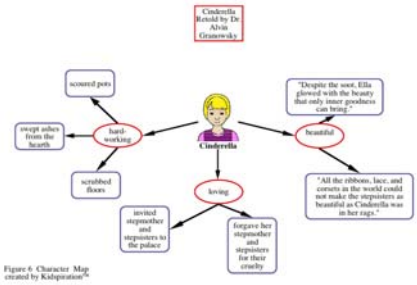 Cinderella
Retold by Dr.
Alvin
Granowsky
scoured pots
swept ashes
from the
hearth
hard-
working
scrubbed
floors
Cinderella
"Despite the soot, Ella
glowed with the beauty
that only inner goodness
can bring."
beautiful
"All the ribbons, lace, and
corsets in the world could
not make the stepsisters as
beautiful as Cinderella was
in her rags."
loving
invited
stepmother
and
stepsisters to
the palace
forgave her
stepmother
and
stepsisters
for their
cruelty
Figure 6 Character Map
created by Kidspiration™